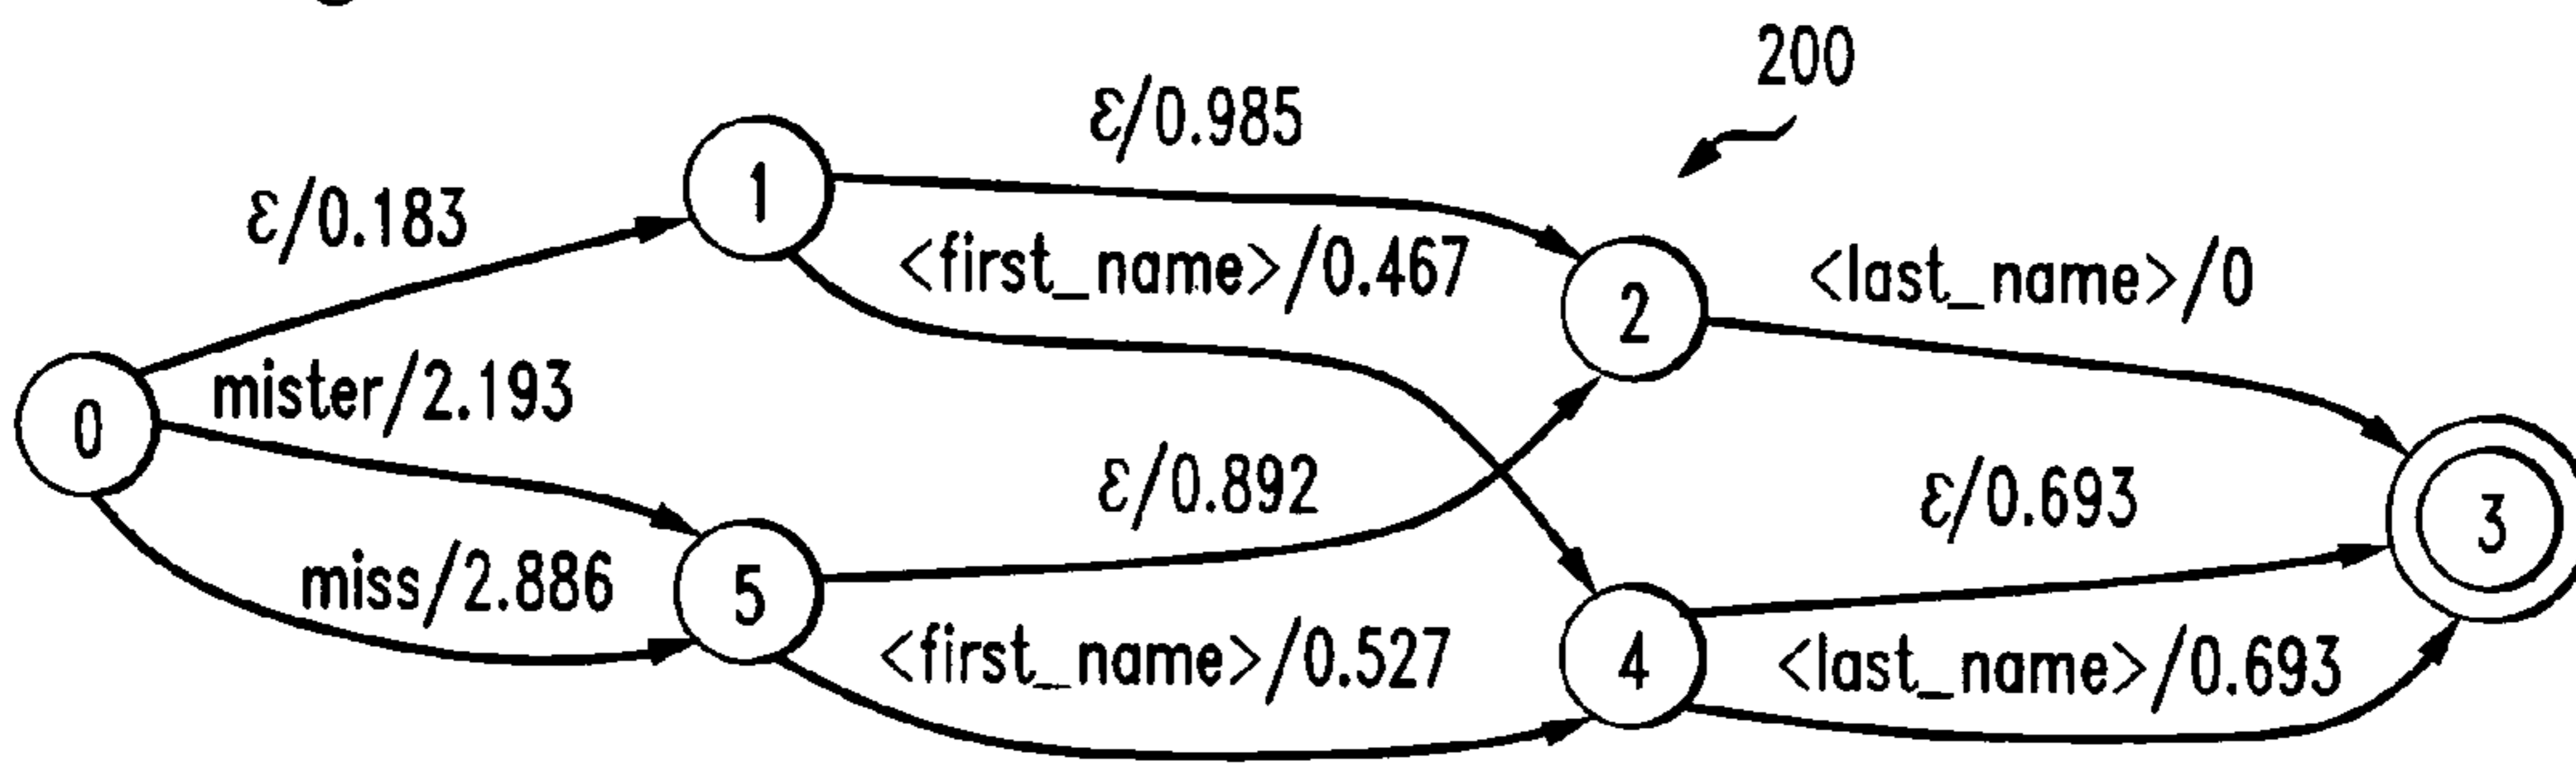 200
ε/0.985
1
ε/0.183
<first_name>/0.467
<last_name>/0
2
mister/2.193
0
ε/0.892
ε/0.693
3
miss/2.886
5
<first_name>/0.527
4
<last_name>/0.693